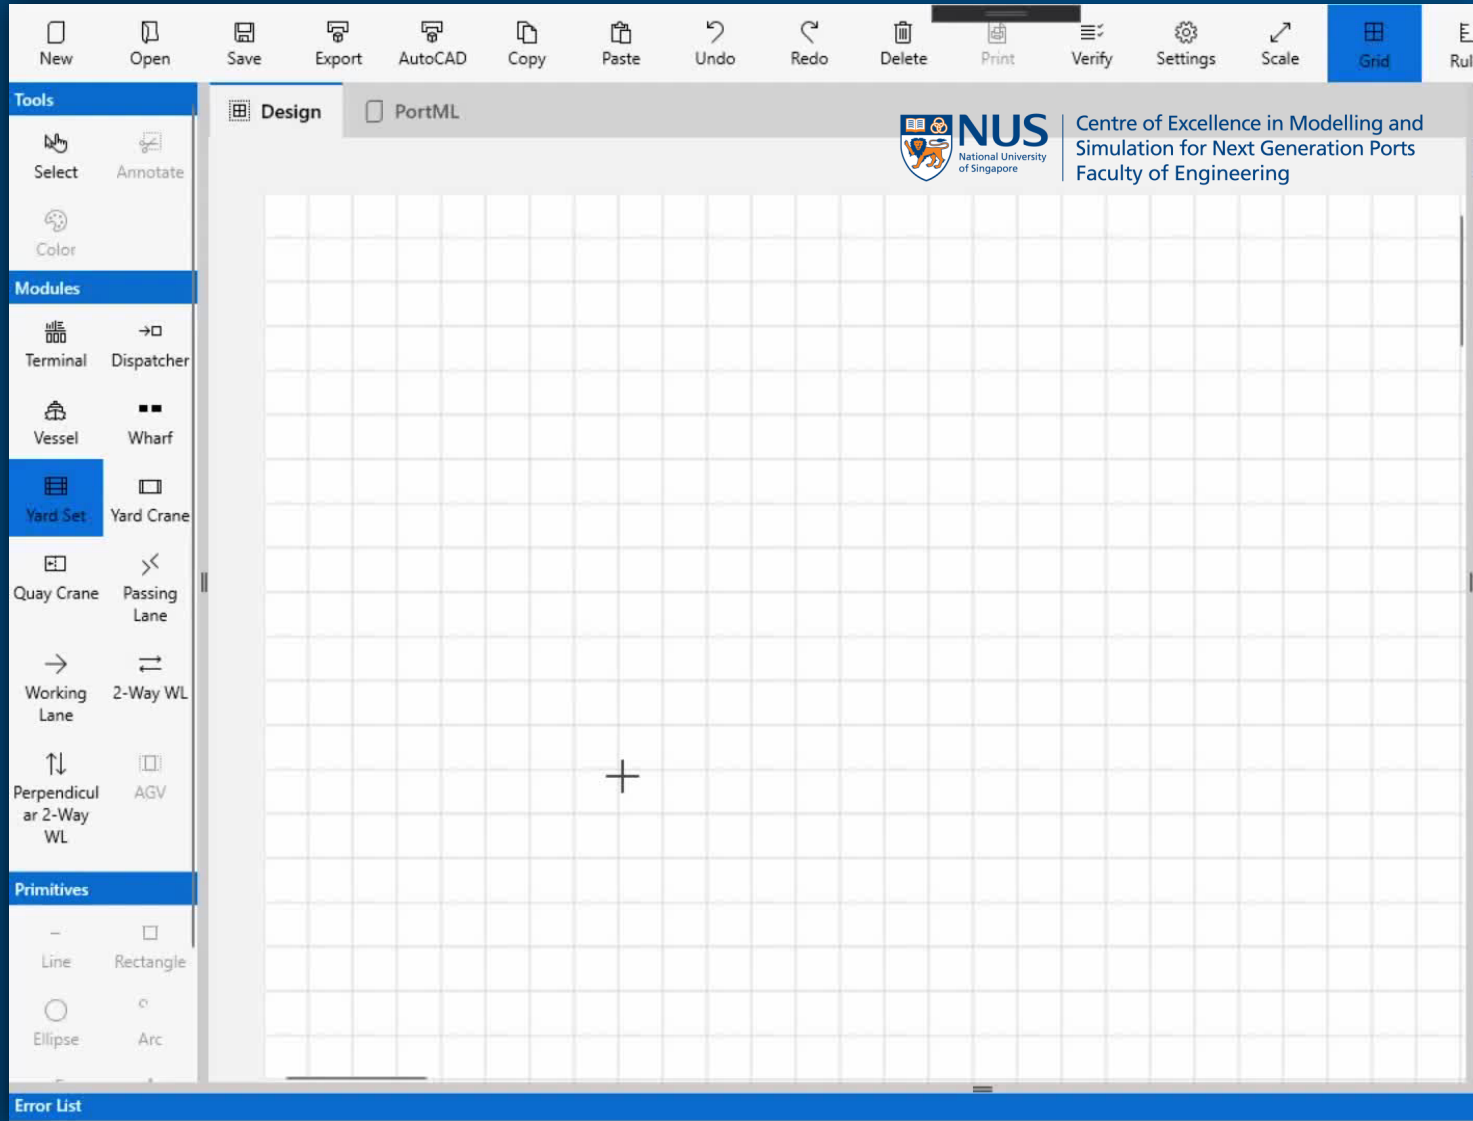 New Open Save Export AutoCAD Copy Paste Undo Redo Delete Print Verify Settings Scale Grid
Tools
Design PortML
NUS
National University
of Singapore
Centre of Excellence in Modelling and
Simulation for Next Generation Ports
Faculty of Engineering
Select Annotate
Color
Modules
Terminal Dispatcher
Vessel Wharf
Yard Set Yard Crane
Quay Crane Passing
Lane
Working 2-Way WL
Lane
Perpendicul AGV
ar 2-Way
WL
Primitives
Line Rectangle
Ellipse Arc
Error List